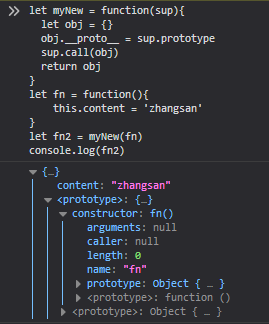 let myNew = function(sup){
let obj = {}
obj.__proto__ = sup.prototype
sup.call(obj)
return obj
}
let fn = function(){
this.content = 'zhangsan'
}
let fn2 = myNew(fn)
console.log(fn2)
{…}
content: "zhangsan"
<prototype>: {…}
constructor: fn()
arguments: null
caller: null
length: 0
name: "fn"
prototype: Object { … }
<prototype>: function ()
<prototype>: Object { … }